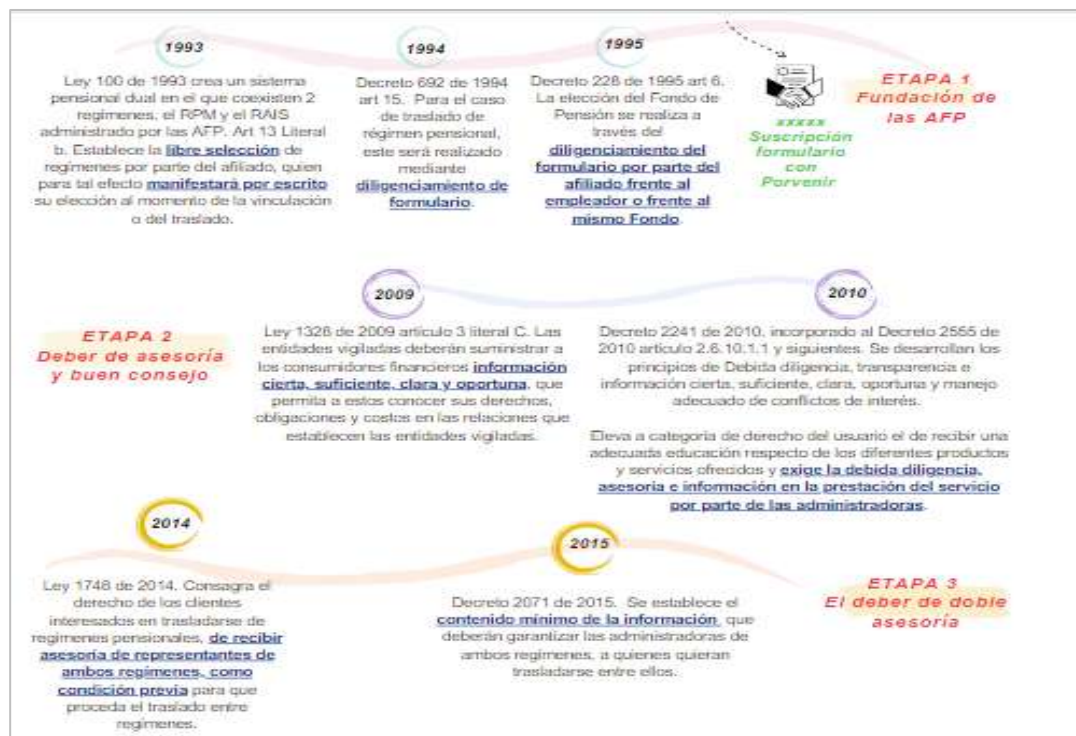 1993
Ley 100 de 1993 crea un sistema
pensional dual en el que coexisten 2
regimenes, el RPM y el RAIS
administrado por las AFP. Art 13 Literal
b. Establece la libre selección de
regímenes por parte del afiliado, quien
para tal efecto manifestará por escrito
su elección al momento de la vinculación
o del traslado.
1994
Decreto 692 de 1994
art 15. Para el caso
de traslado de
régimen pensional,
este será realizado
mediante
diligenciamiento de
formulario.
1995
Decreto 228 de 1995 art 6.
La elección del Fondo de
Pensión se realiza a
través del
diligenciamiento del
formulario por parte del
afiliado frente al
empleador o frente al
mismo Fondo.
xxxxx
Suscripción
formulario
con
Porvenir
ETAPA 1
Fundación de
las AFP
ETAPA 2
Deber de asesoría
y buen consejo
2009
Ley 1328 de 2009 artículo 3 literal C. Las
entidades vigiladas deberán suministrar a
los consumidores financieros información
cierta, suficiente, clara y oportuna, que
permita a estos conocer sus derechos,
obligaciones y costos en las relaciones que
establecen las entidades vigiladas.
2010
Decreto 2241 de 2010, incorporado al Decreto 2555 de
2010 artículo 2.6.10.1.1 y siguientes. Se desarrollan los
principios de Debida diligencia, transparencia e
información cierta, suficiente, clara, oportuna y manejo
adecuado de conflictos de interés.
Eleva a categoría de derecho del usuario el de recibir una
adecuada educación respecto de los diferentes productos
y servicios ofrecidos y exige la debida diligencia,
asesoría e información en la prestación del servicio
por parte de las administradoras.
2014
Ley 1748 de 2014. Consagra el
derecho de los clientes
interesados en trasladarse de
regímenes pensionales, de recibir
asesoría de representantes de
ambos regímenes, como
condición previa para que
proceda el traslado entre
regímenes.
2015
Decreto 2071 de 2015. Se establece el
contenido mínimo de la información, que
deberán garantizar las administradoras de
ambos regímenes, a quienes quieran
trasladarse entre ellos.
ETAPA 3
El deber de doble
asesoría